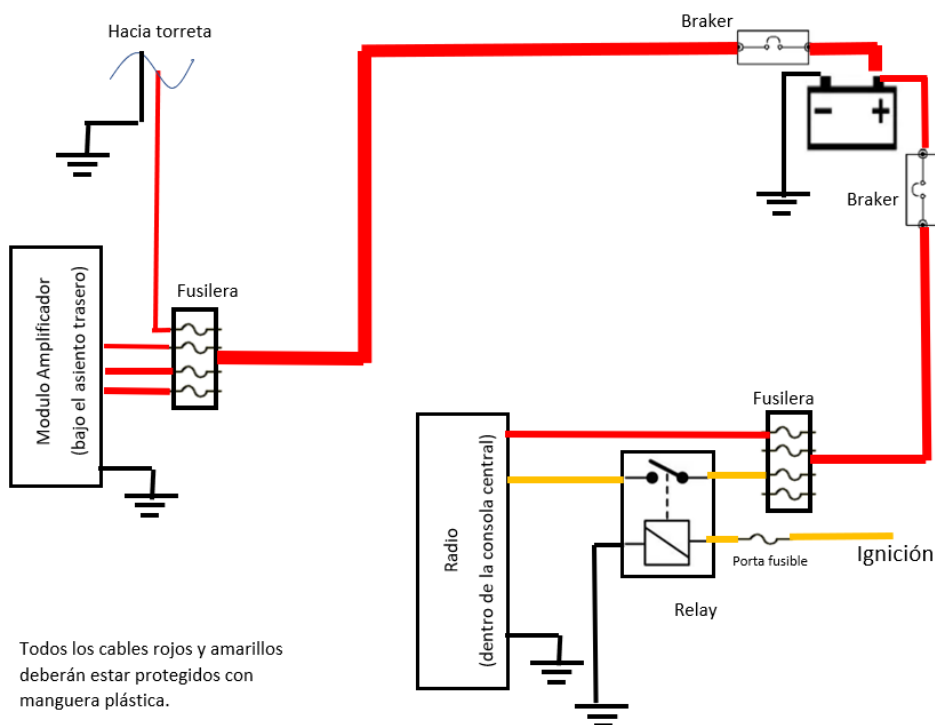 Hacia torreta
Braker
Braker
Fusilera
Modulo Amplificador
(bajo el asiento trasero)
Fusilera
Radio
(dentro de la consola central)
Porta fusible
Ignición
Relay
Todos los cables rojos y amarillos
deberán estar protegidos con
manguera plástica.